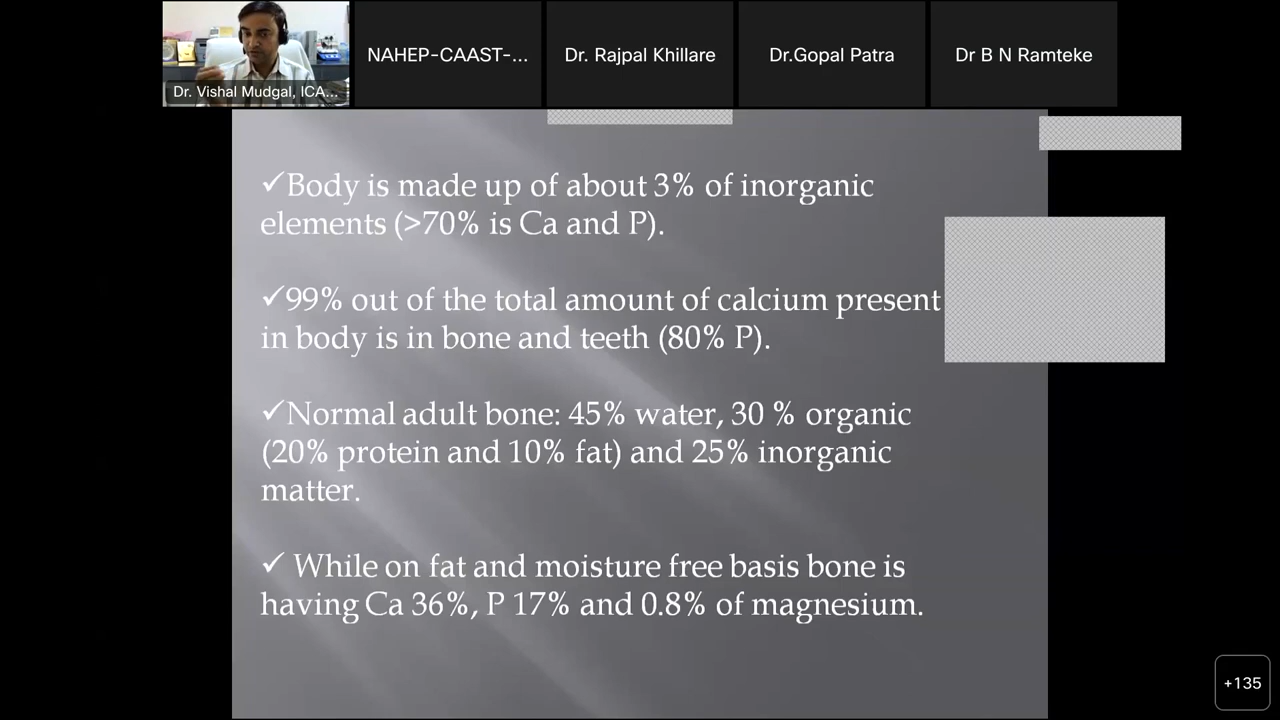 Dr. Vishal Mudgal, ICA...
NAHEP-CAAST-...
Dr. Rajpal Khillare
Dr.Gopal Patra
Dr B N Ramteke
✓Body is made up of about 3% of inorganic
elements (>70% is Ca and P).
✓99% out of the total amount of calcium present
in body is in bone and teeth (80% P).
✓Normal adult bone: 45% water, 30 % organic
(20% protein and 10% fat) and 25% inorganic
matter.
✓ While on fat and moisture free basis bone is
having Ca 36%, P 17% and 0.8% of magnesium.
+135